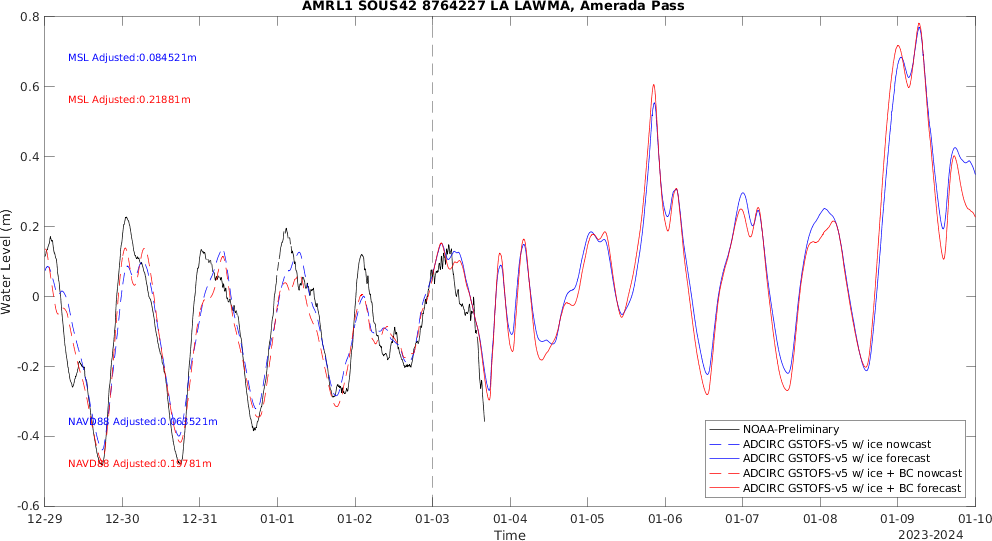 AMRL1 SOUS42 8764227 LA LAWMA, Amerada Pass
0.8
0.6
0.4
0.2
0
-0.2
-0.4
-0.6
Water Level (m)
MSL Adjusted:0.084521m
MSL Adjusted:0.21881m
NAVD88 Adjusted:0.063521m
NAVD88 Adjusted:0.19781m
NOAA-Preliminary
ADCIRC GSTOFS-v5 w/ ice nowcast
ADCIRC GSTOFS-v5 w/ ice forecast
ADCIRC GSTOFS-v5 w/ ice + BC nowcast
ADCIRC GSTOFS-v5 w/ ice + BC forecast
12-29 12-30 12-31 01-01 01-02 01-03 01-04 01-05 01-06 01-07 01-08 01-09 01-10
Time
2023-2024